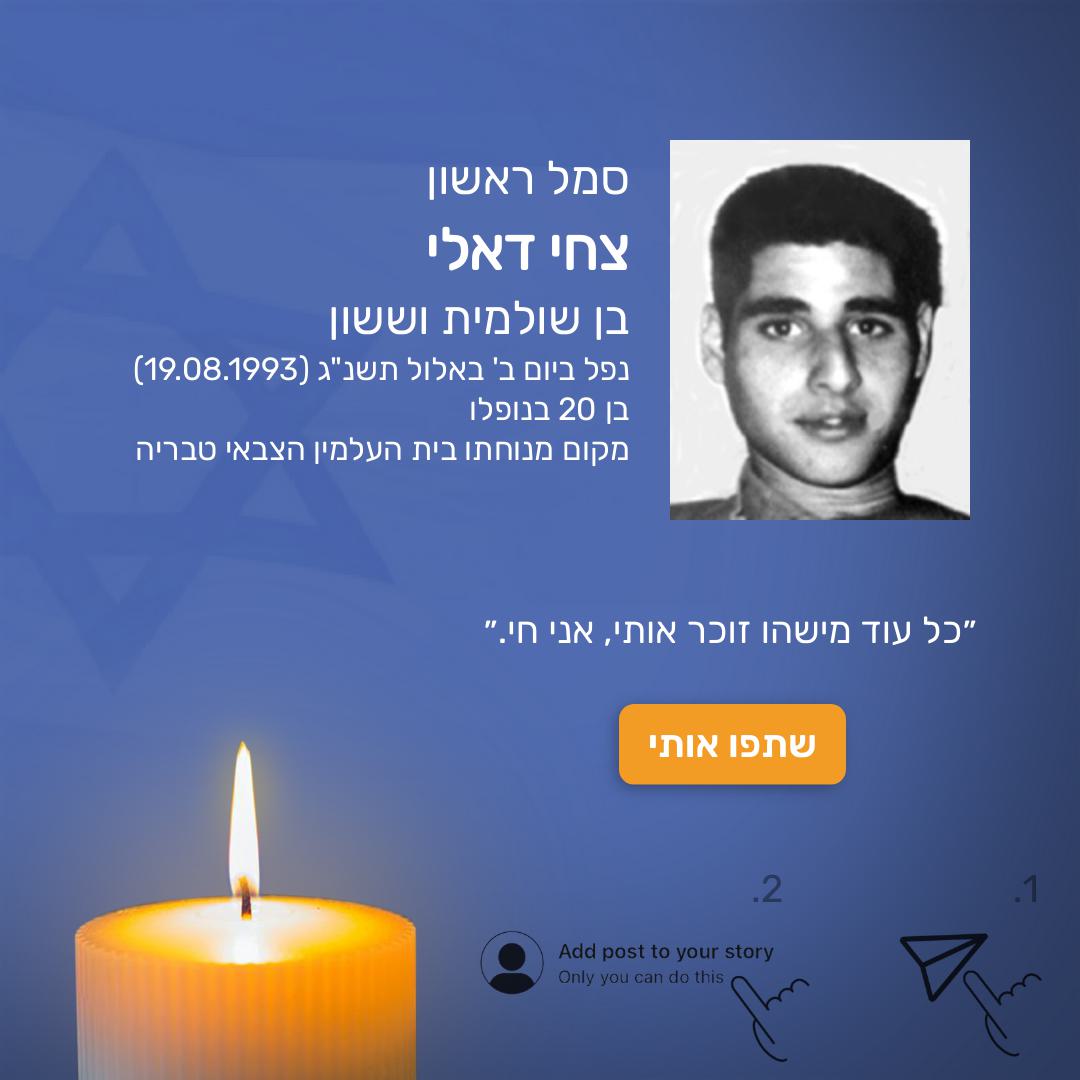 סמל ראשון
צחי דאלי
בן שולמית וששון
נפל ביום ב' באלול תשנ"ג (19.08.1993)
בן 20 בנופלו
מקום מנוחתו בית העלמין הצבאי טבריה
״כל עוד מישהו זוכר אותי, אני חי.״
שתפו אותי
.1
.2
Add post to your story
Only you can do this